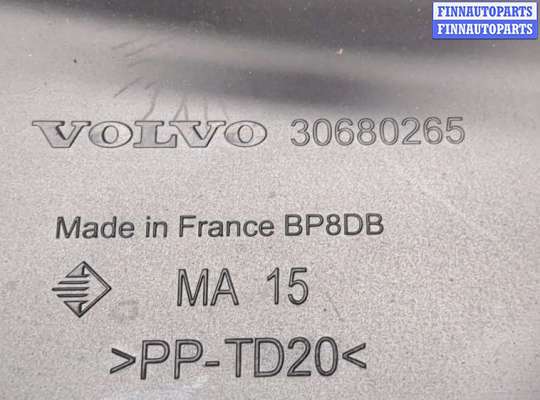 FINNAUTOPARTS
FINNAUTOPARTS
VOLVO 30680265
Made in France BP8DB
MA 15
>PP-TD20<